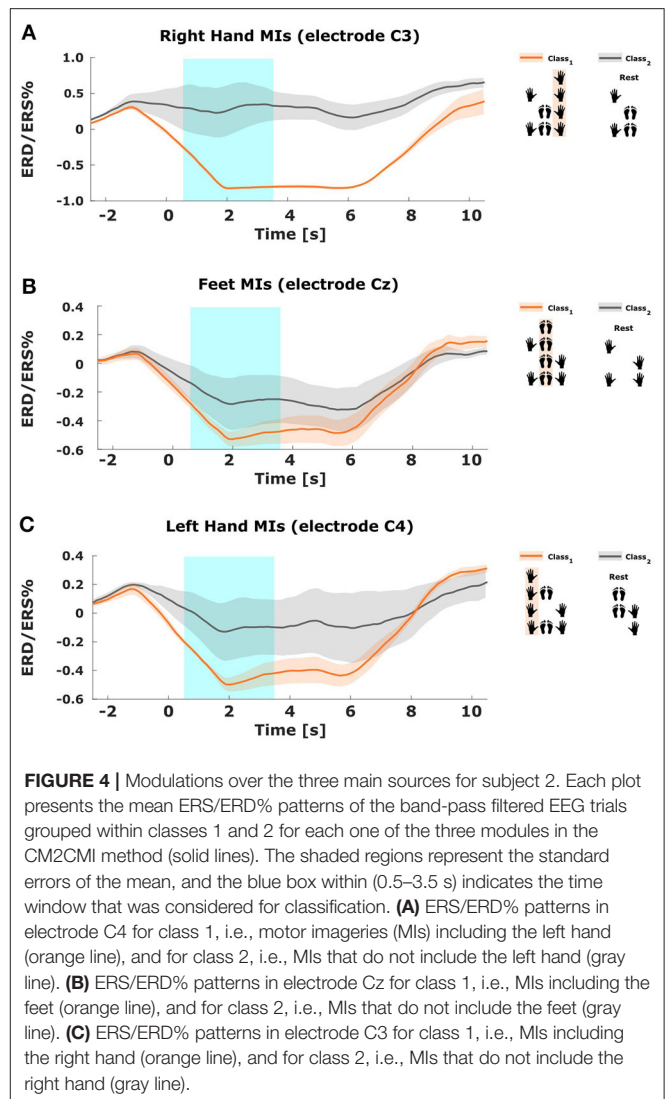 A
Right Hand MIs (electrode C3)
Class1
Class2
Rest
1.0
0.5
0
-0.5
-1.0
ERD/ERS%
-2 0 2 4 6 8 10
Time [s]
B
Feet MIs (electrode Cz)
Class1
Class2
Rest
0.4
0.2
0
-0.2
-0.4
-0.6
ERD/ERS%
-2 0 2 4 6 8 10
Time [s]
C
Left Hand MIs (electrode C4)
Class1
Class2
Rest
0.4
0.2
0
-0.2
-0.4
-0.6
ERD/ERS%
-2 0 2 4 6 8 10
Time [s]
FIGURE 4 | Modulations over the three main sources for subject 2. Each plot
presents the mean ERS/ERD% patterns of the band-pass filtered EEG trials
grouped within classes 1 and 2 for each one of the three modules in the
CM2CMI method (solid lines). The shaded regions represent the standard
errors of the mean, and the blue box within (0.5–3.5 s) indicates the time
window that was considered for classification. (A) ERS/ERD% patterns in
electrode C4 for class 1, i.e., motor imageries (MIs) including the left hand
(orange line), and for class 2, i.e., MIs that do not include the left hand (gray
line). (B) ERS/ERD% patterns in electrode Cz for class 1, i.e., MIs including the
feet (orange line), and for class 2, i.e., MIs that do not include the feet (gray
line). (C) ERS/ERD% patterns in electrode C3 for class 1, i.e., MIs including
the right hand (orange line), and for class 2, i.e., MIs that do not include the
right hand (gray line).